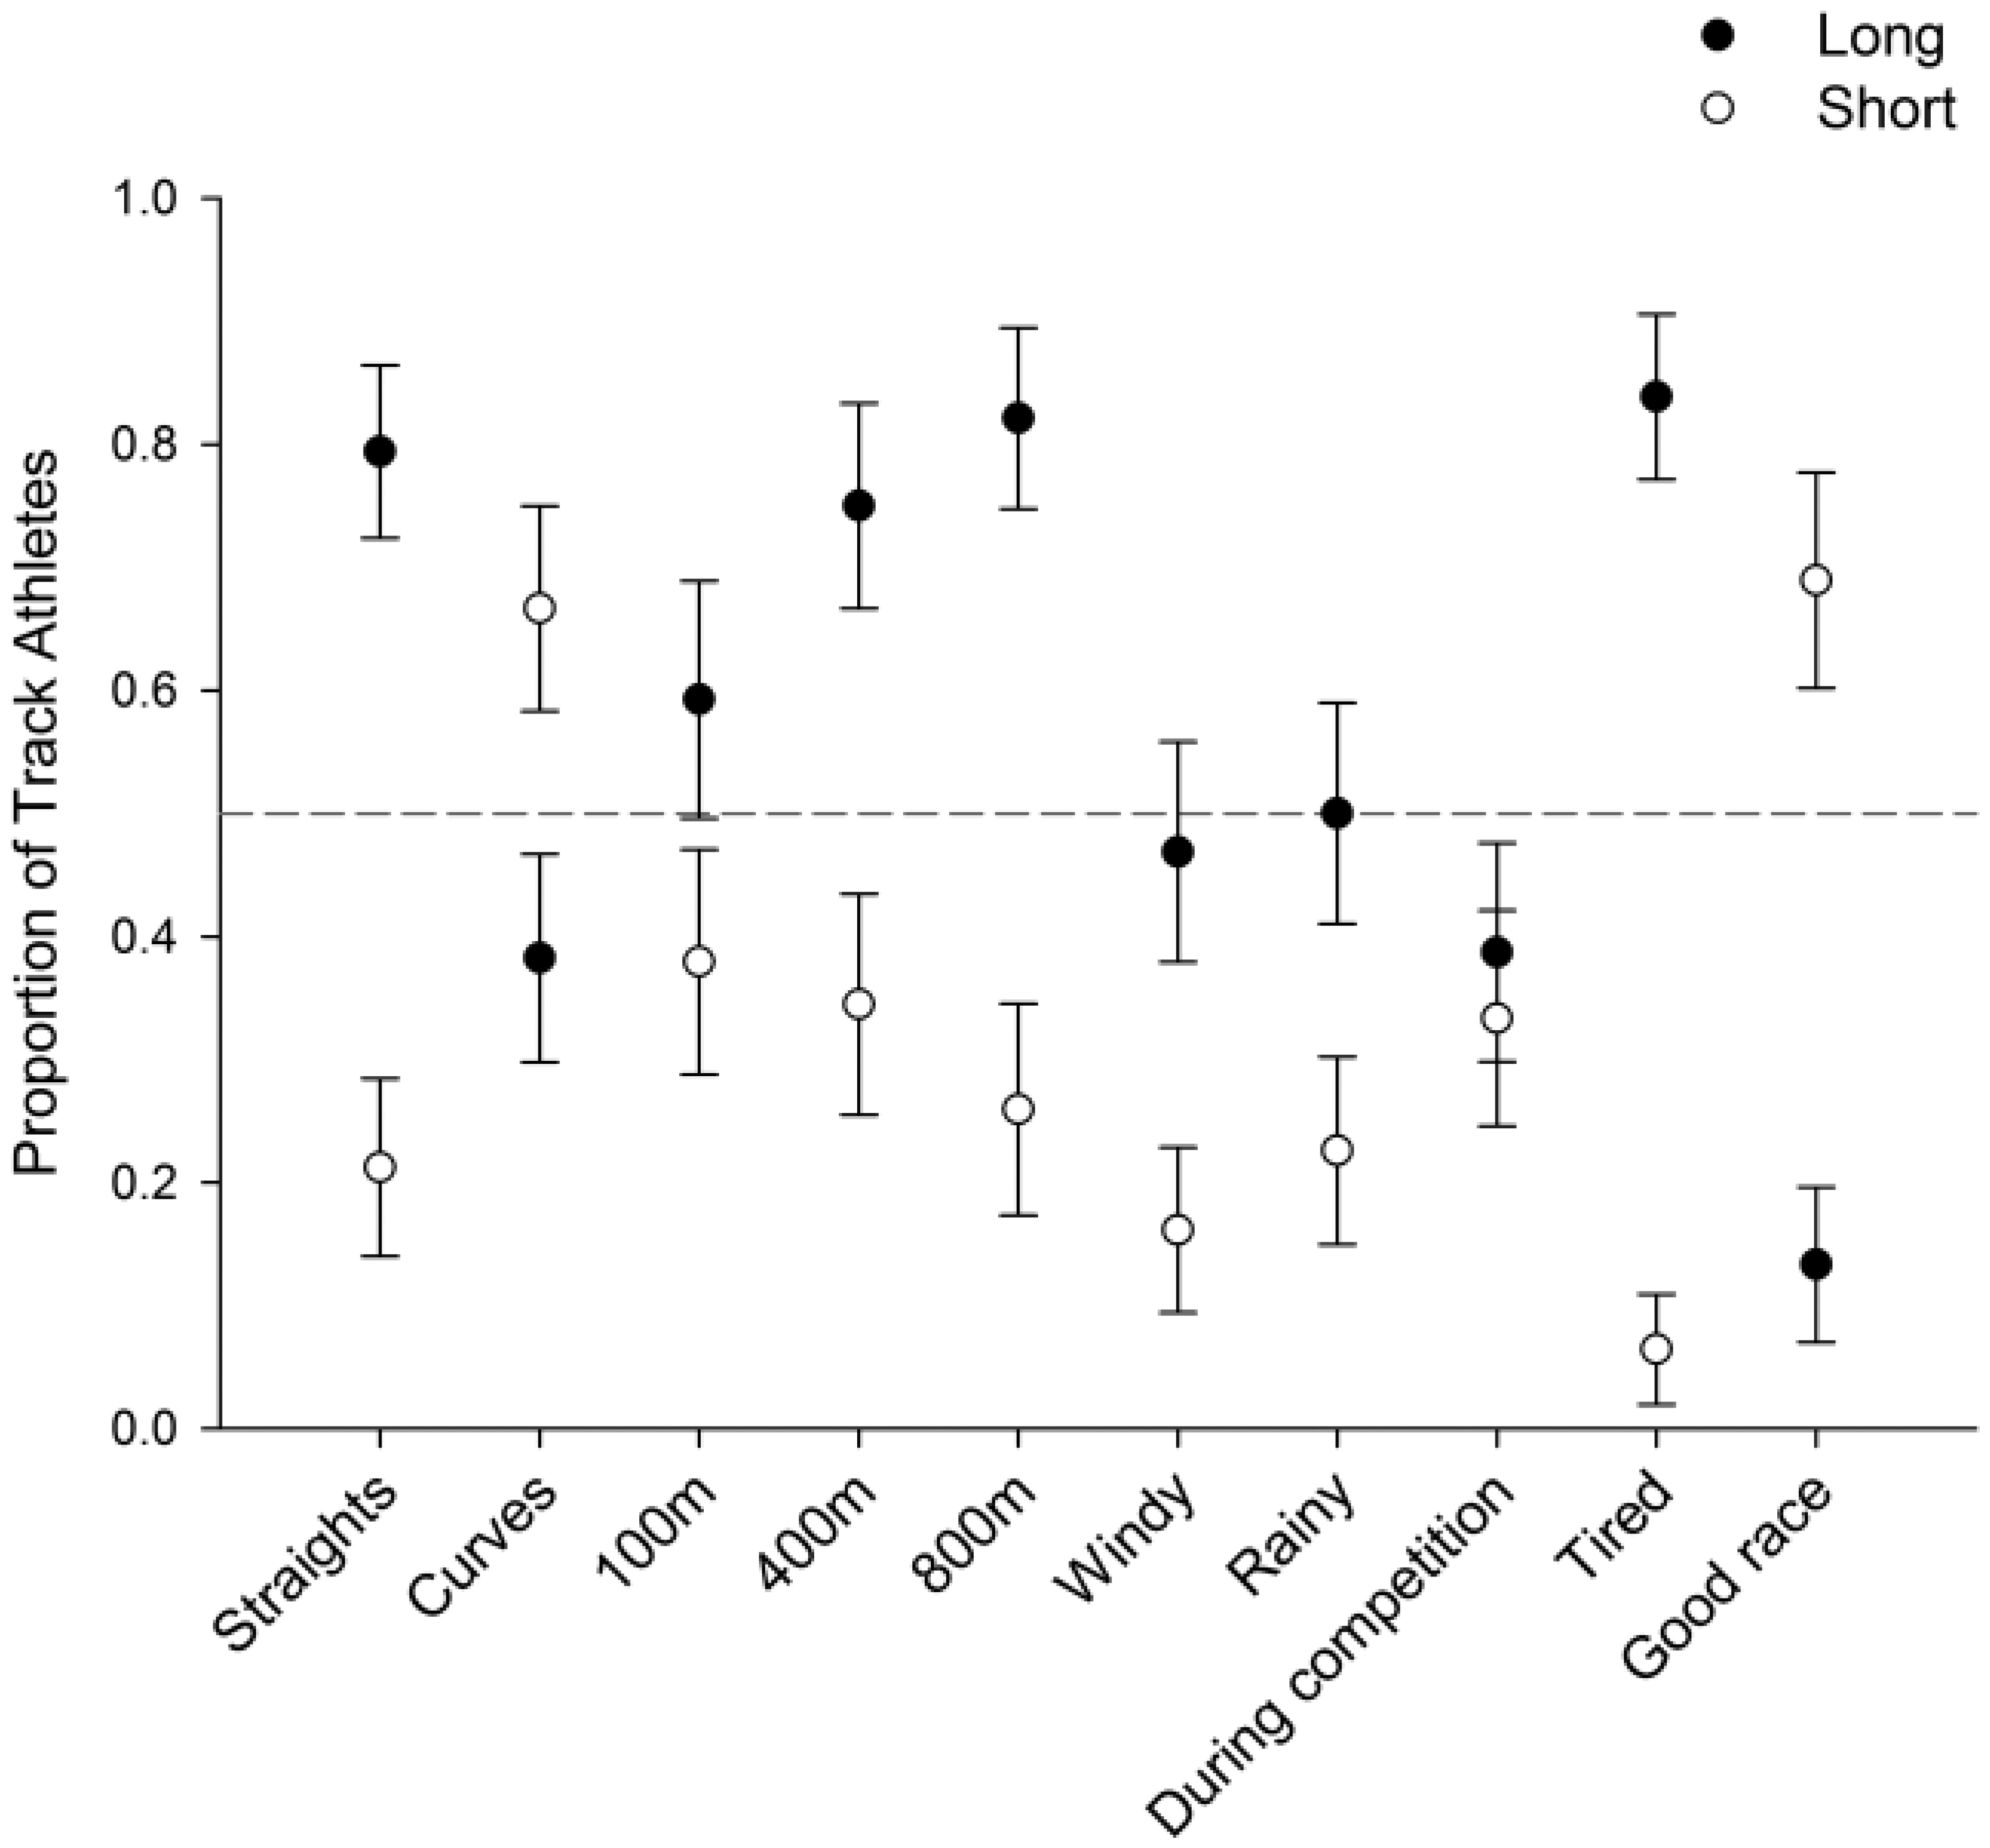 Long
Short
Proportion of Track Athletes
1.0
0.8
0.6
0.4
0.2
0.0
Straights
Curves
100m
400m
800m
Windy
Rainy
During competition
Tired
Good race